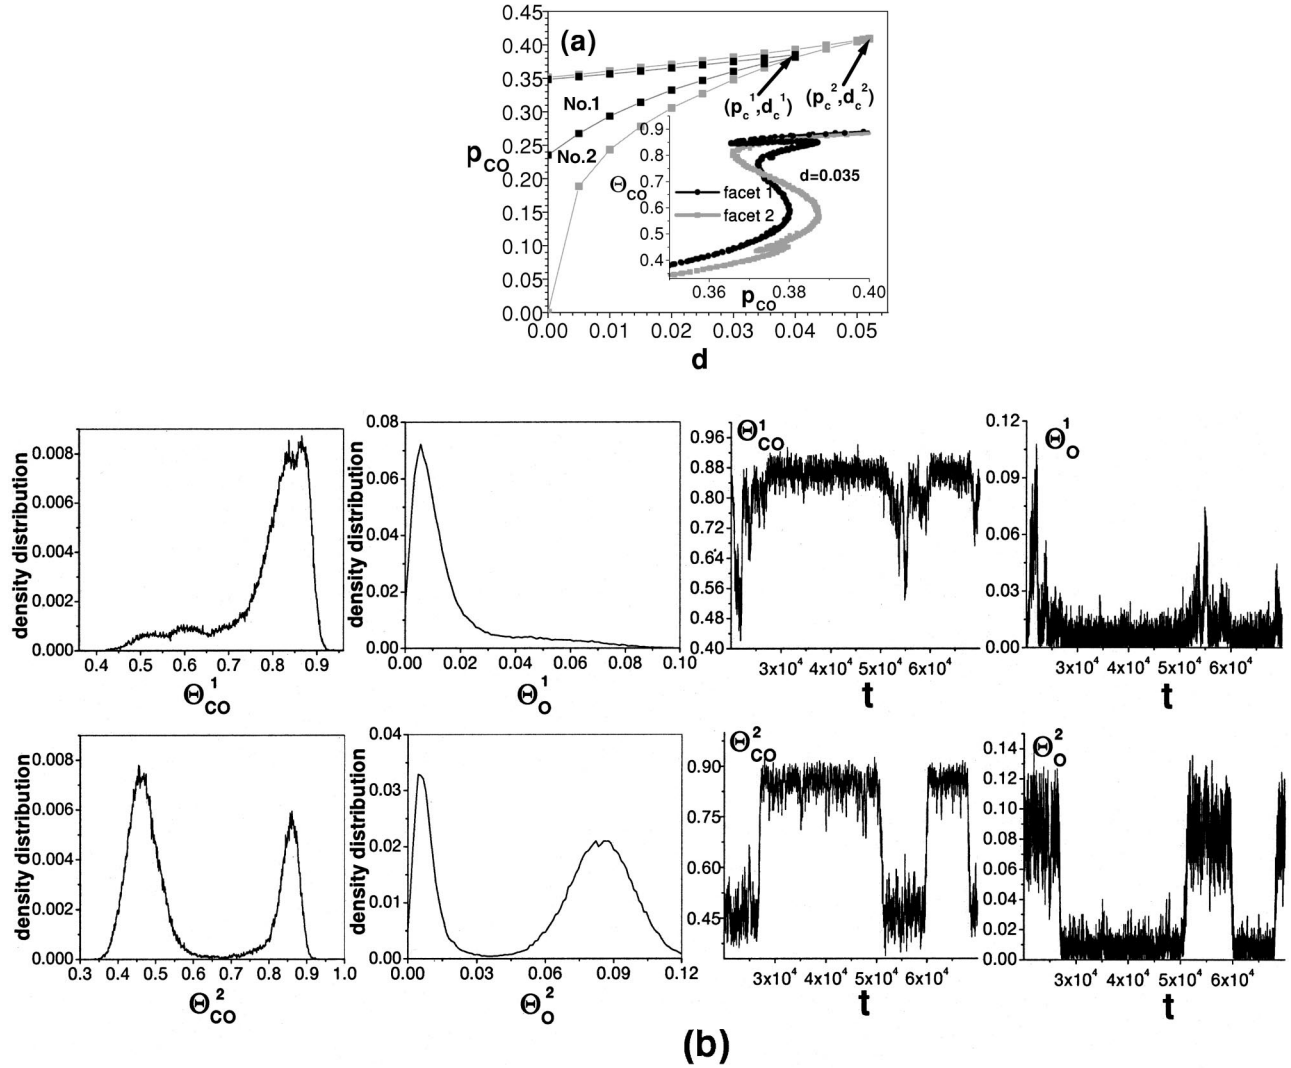 (a)
0.45
0.40
0.35
0.30
0.25
0.20
0.15
0.10
0.05
0.00
p_CO
No.1
No.2
(p_c^1,d_c^1)
(p_c^2,d_c^2)
0.9
0.8
0.7
0.6
0.5
0.4
Θ_CO
d=0.035
facet 1
facet 2
0.36 0.38 0.40
p_CO
0.00 0.01 0.02 0.03 0.04 0.05
d
density distribution
0.008
0.006
0.004
0.002
0.000
0.4 0.5 0.6 0.7 0.8 0.9
Θ_CO^1
density distribution
0.08
0.06
0.04
0.02
0.00
0.00 0.02 0.04 0.06 0.08 0.10
Θ_O^1
Θ_CO^1
0.96
0.88
0.80
0.72
0.64
0.56
0.48
0.40
3x10^4 4x10^4 5x10^4 6x10^4
t
Θ_O^1
0.12
0.09
0.06
0.03
0.00
3x10^4 4x10^4 5x10^4 6x10^4
t
density distribution
0.008
0.006
0.004
0.002
0.000
0.3 0.4 0.5 0.6 0.7 0.8 0.9 1.0
Θ_CO^2
density distribution
0.04
0.03
0.02
0.01
0.00
0.00 0.03 0.06 0.09 0.12
Θ_O^2
Θ_CO^2
0.90
0.75
0.60
0.45
3x10^4 4x10^4 5x10^4 6x10^4
t
Θ_O^2
0.14
0.12
0.10
0.08
0.06
0.04
0.02
0.00
3x10^4 4x10^4 5x10^4 6x10^4
t
(b)